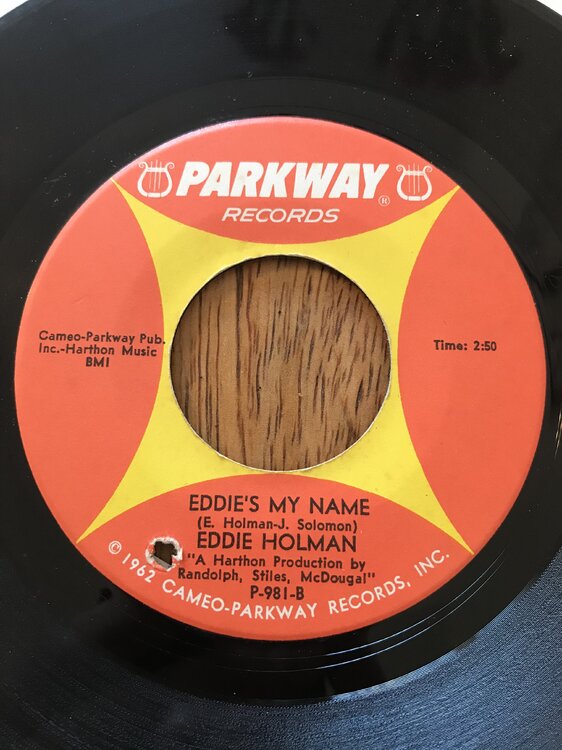 PARKWAY ®
RECORDS
Cameo-Parkway Pub.
Inc.-Harthon Music
BMI
Time: 2:50
EDDIE'S MY NAME
(E. Holman-J. Solomon)
EDDIE HOLMAN
"A Harthon Production by
Randolph, Stiles, McDougal"
P-981-B
© 1962 CAMEO-PARKWAY RECORDS, INC.